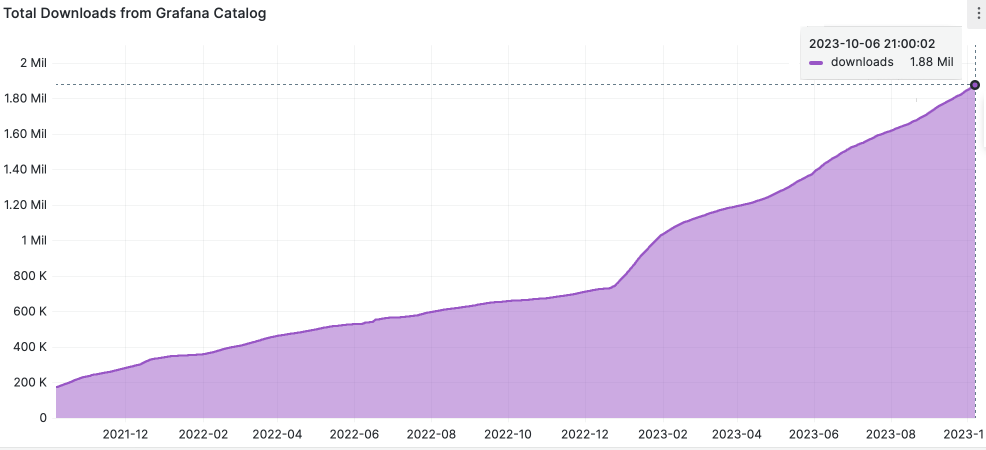 Total Downloads from Grafana Catalog
2023-10-06 21:00:02
downloads 1.88 Mil
2 Mil
1.80 Mil
1.60 Mil
1.40 Mil
1.20 Mil
1 Mil
800 K
600 K
400 K
200 K
0
2021-12 2022-02 2022-04 2022-06 2022-08 2022-10 2022-12 2023-02 2023-04 2023-06 2023-08 2023-1